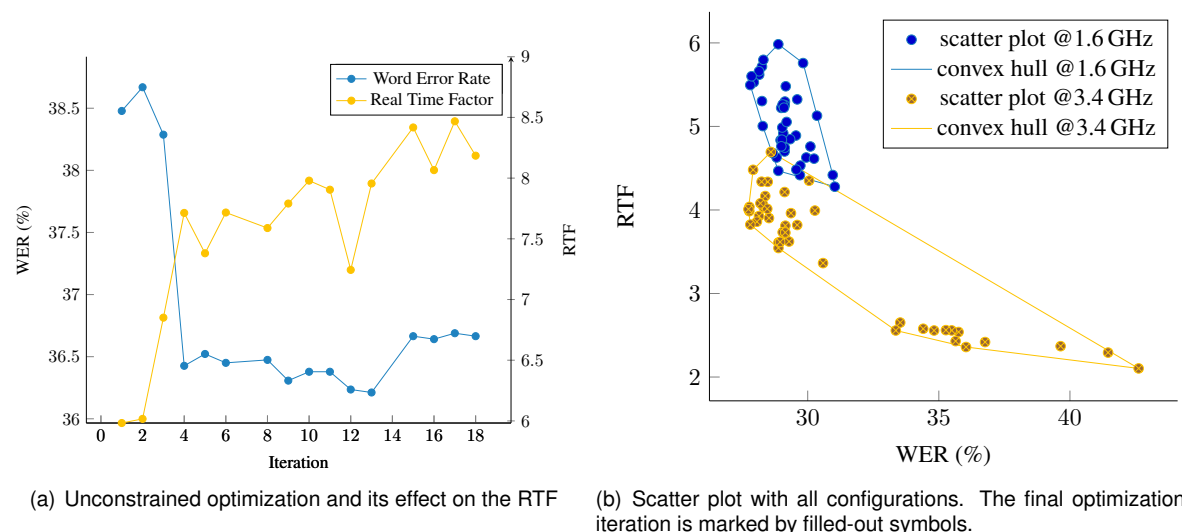 38.5
38
37.5
37
36.5
36
WER (%)
9
8.5
8
7.5
7
6.5
6
RTF
Word Error Rate
Real Time Factor
0 2 4 6 8 10 12 14 16 18
Iteration
(a) Unconstrained optimization and its effect on the RTF
6
5
4
3
2
RTF
scatter plot @1.6 GHz
convex hull @1.6 GHz
scatter plot @3.4 GHz
convex hull @3.4 GHz
30 35 40
WER (%)
(b) Scatter plot with all configurations. The final optimization
iteration is marked by filled-out symbols.